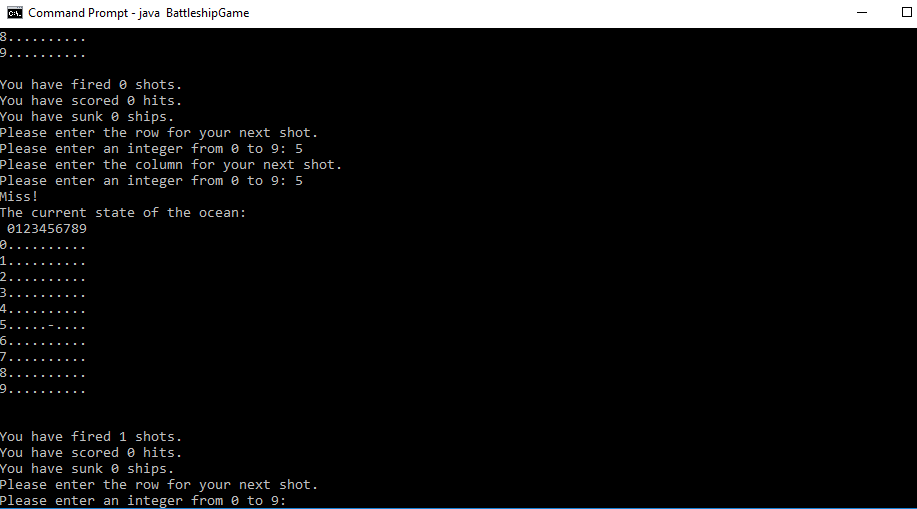 Command Prompt - java  BattleshipGame
8..........
9..........
You have fired 0 shots.
You have scored 0 hits.
You have sunk 0 ships.
Please enter the row for your next shot.
Please enter an integer from 0 to 9: 5
Please enter the column for your next shot.
Please enter an integer from 0 to 9: 5
Miss!
The current state of the ocean:
 0123456789
0..........
1..........
2..........
3..........
4..........
5.....-....
6..........
7..........
8..........
9..........
You have fired 1 shots.
You have scored 0 hits.
You have sunk 0 ships.
Please enter the row for your next shot.
Please enter an integer from 0 to 9: